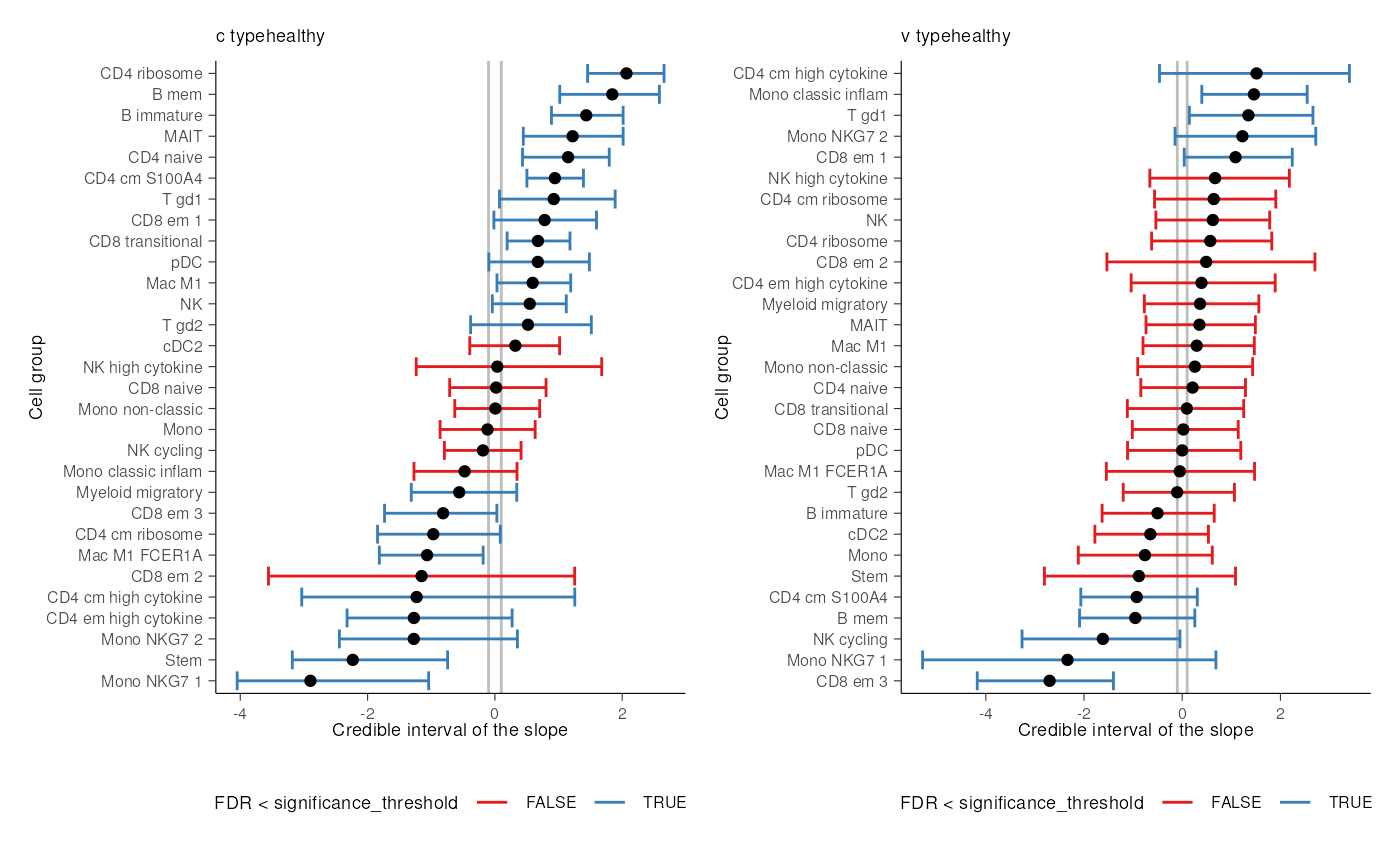 c typehealthy
Cell group
CD4 ribosome
B mem
B immature
MAIT
CD4 naive
CD4 cm S100A4
T gd1
CD8 em 1
CD8 transitional
pDC
Mac M1
NK
T gd2
cDC2
NK high cytokine
CD8 naive
Mono non-classic
Mono
NK cycling
Mono classic inflam
Myeloid migratory
CD8 em 3
CD4 cm ribosome
Mac M1 FCER1A
CD8 em 2
CD4 cm high cytokine
CD4 em high cytokine
Mono NKG7 2
Stem
Mono NKG7 1
-4 -2 0 2
Credible interval of the slope
FDR < significance_threshold FALSE TRUE
v typehealthy
Cell group
CD4 cm high cytokine
Mono classic inflam
T gd1
Mono NKG7 2
CD8 em 1
NK high cytokine
CD4 cm ribosome
NK
CD4 ribosome
CD8 em 2
CD4 em high cytokine
Myeloid migratory
MAIT
Mac M1
Mono non-classic
CD4 naive
CD8 transitional
CD8 naive
pDC
Mac M1 FCER1A
T gd2
B immature
cDC2
Mono
Stem
CD4 cm S100A4
B mem
NK cycling
Mono NKG7 1
CD8 em 3
-4 -2 0 2
Credible interval of the slope
FDR < significance_threshold FALSE TRUE